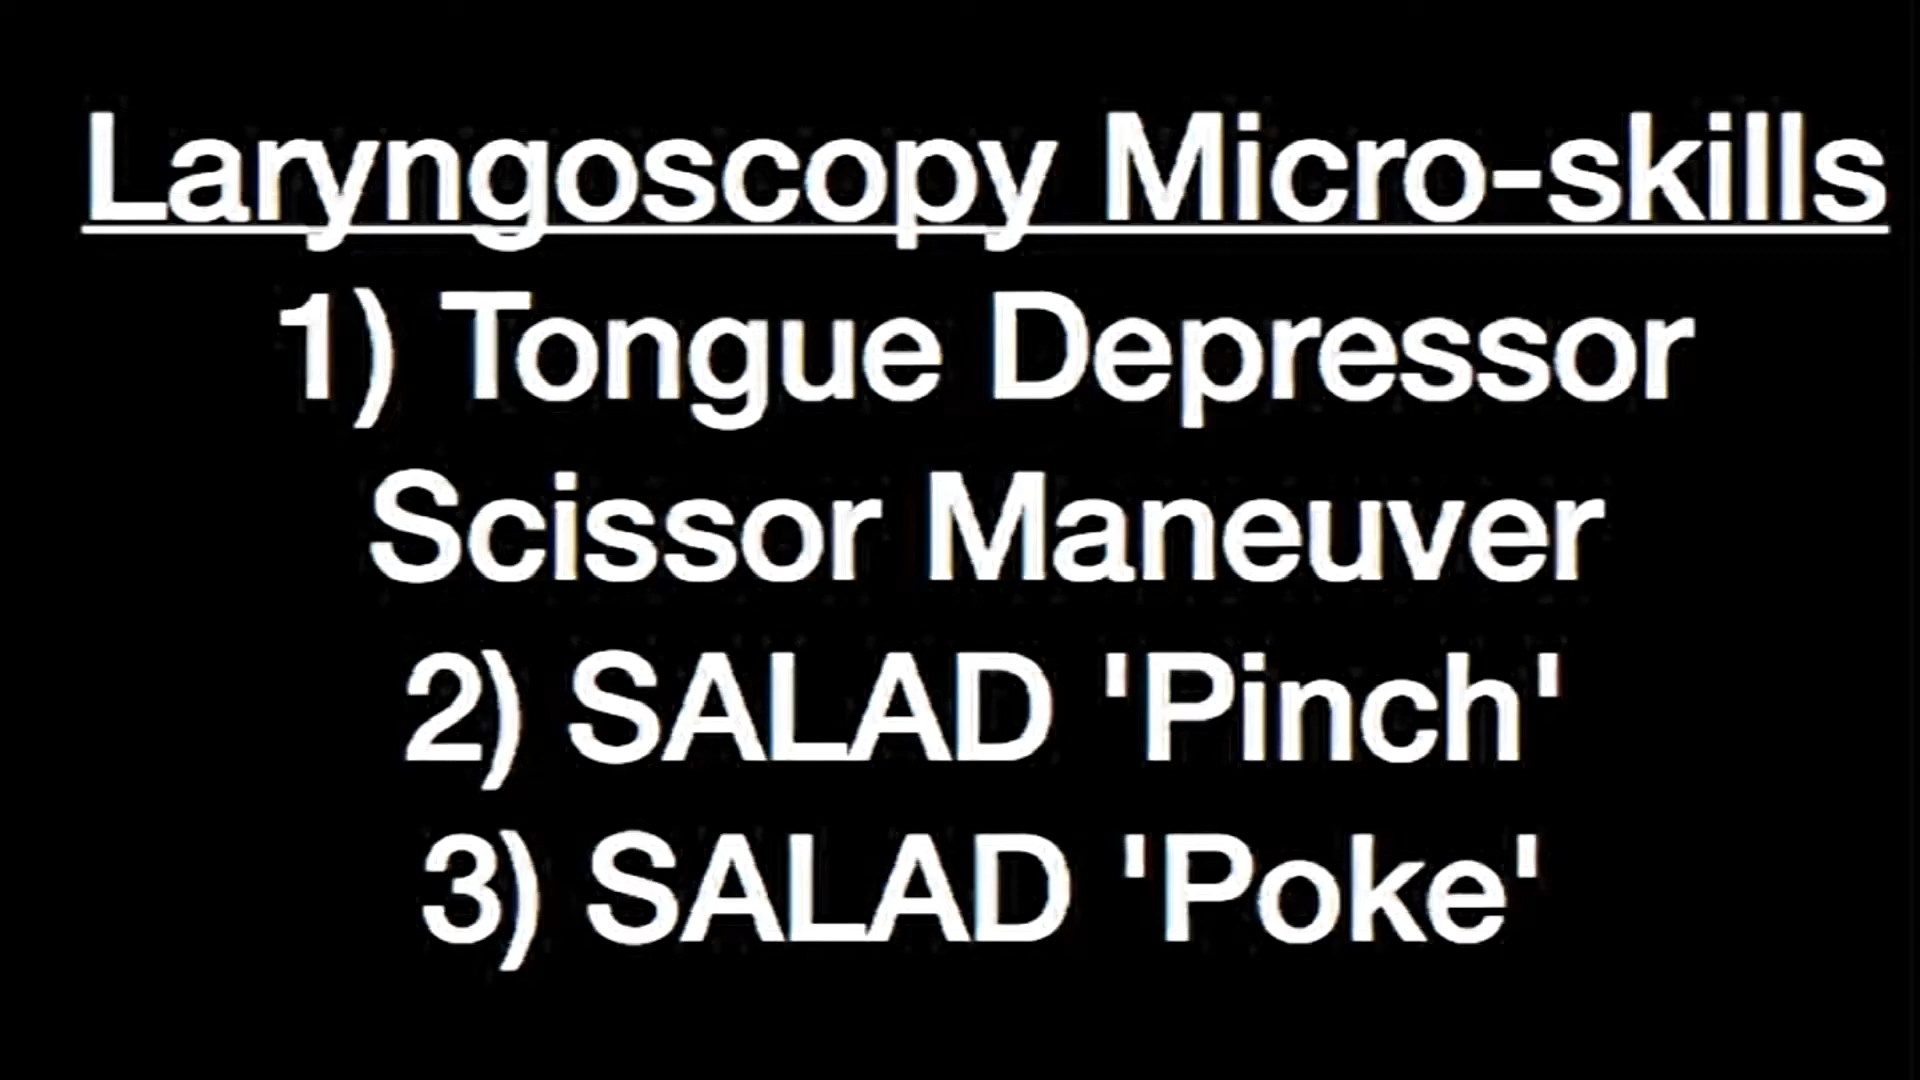 Laryngoscopy Micro-skills
1) Tongue Depressor
Scissor Maneuver
2) SALAD 'Pinch'
3) SALAD 'Poke'